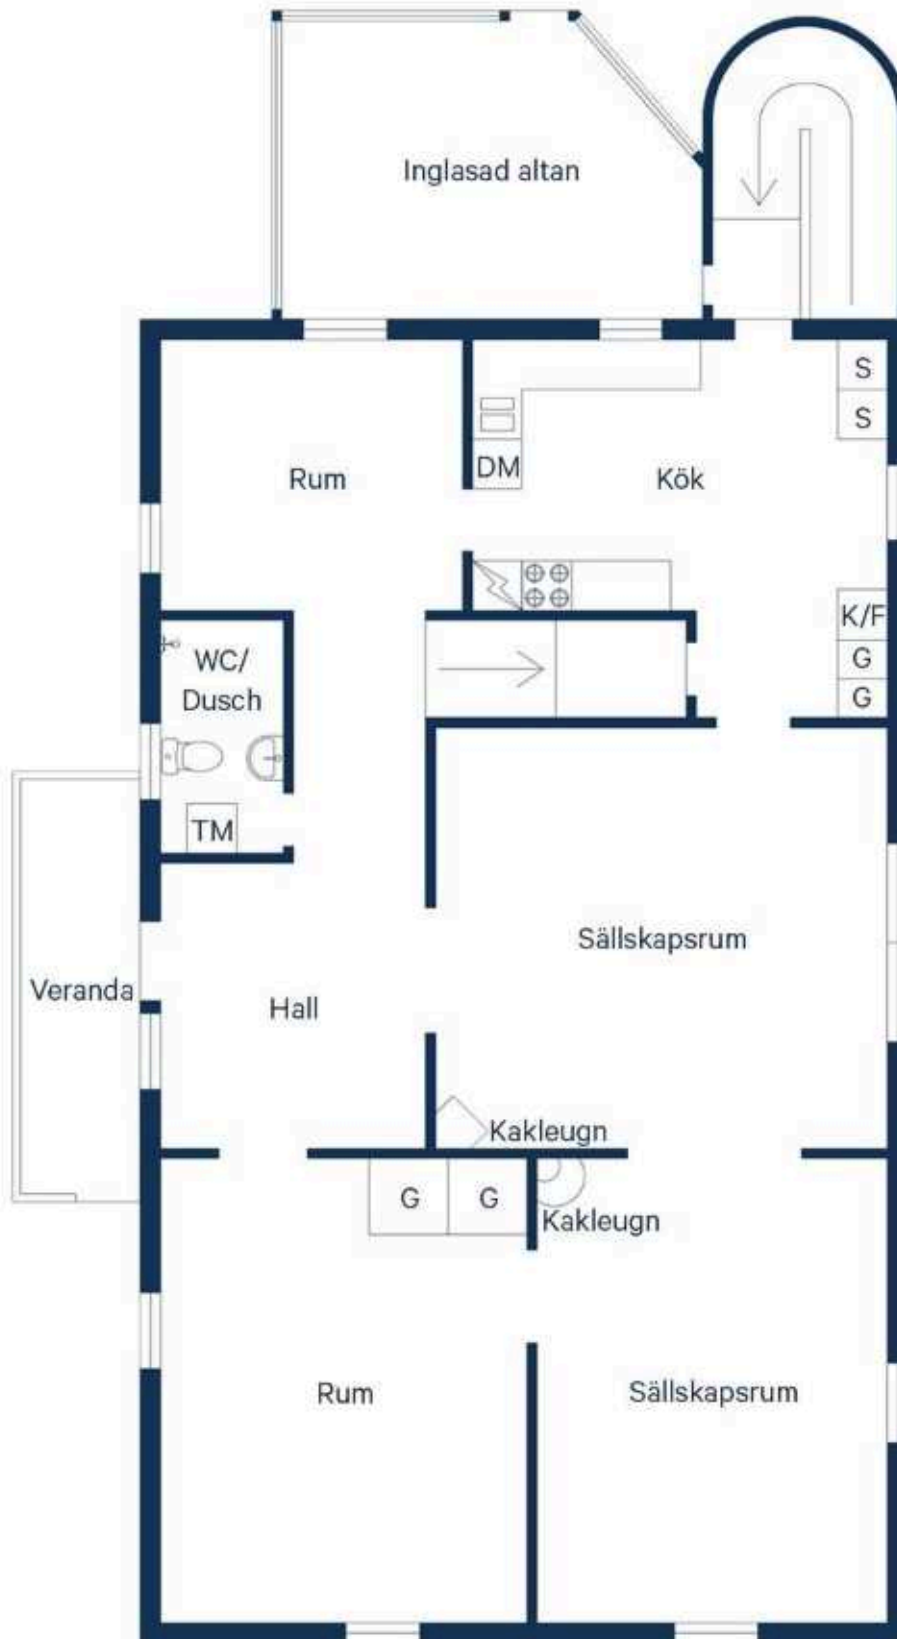 Inglasad altan
S
S
Rum
DM
Kök
K/F
G
G
WC/
Dusch
TM
Sällskapsrum
Veranda
Hall
Kakleugn
G
G
Kakleugn
Rum
Sällskapsrum